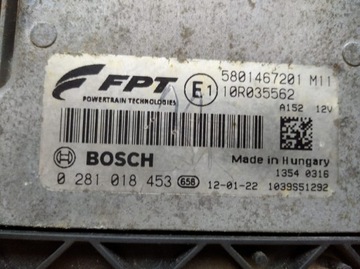 FPT
POWERTRAIN TECHNOLOGIES
E1
5801467201 M11
10R035562
A152 12V
BOSCH
Made in Hungary
0 281 018 453 658
1354 0316
12-01-22 1039S51292